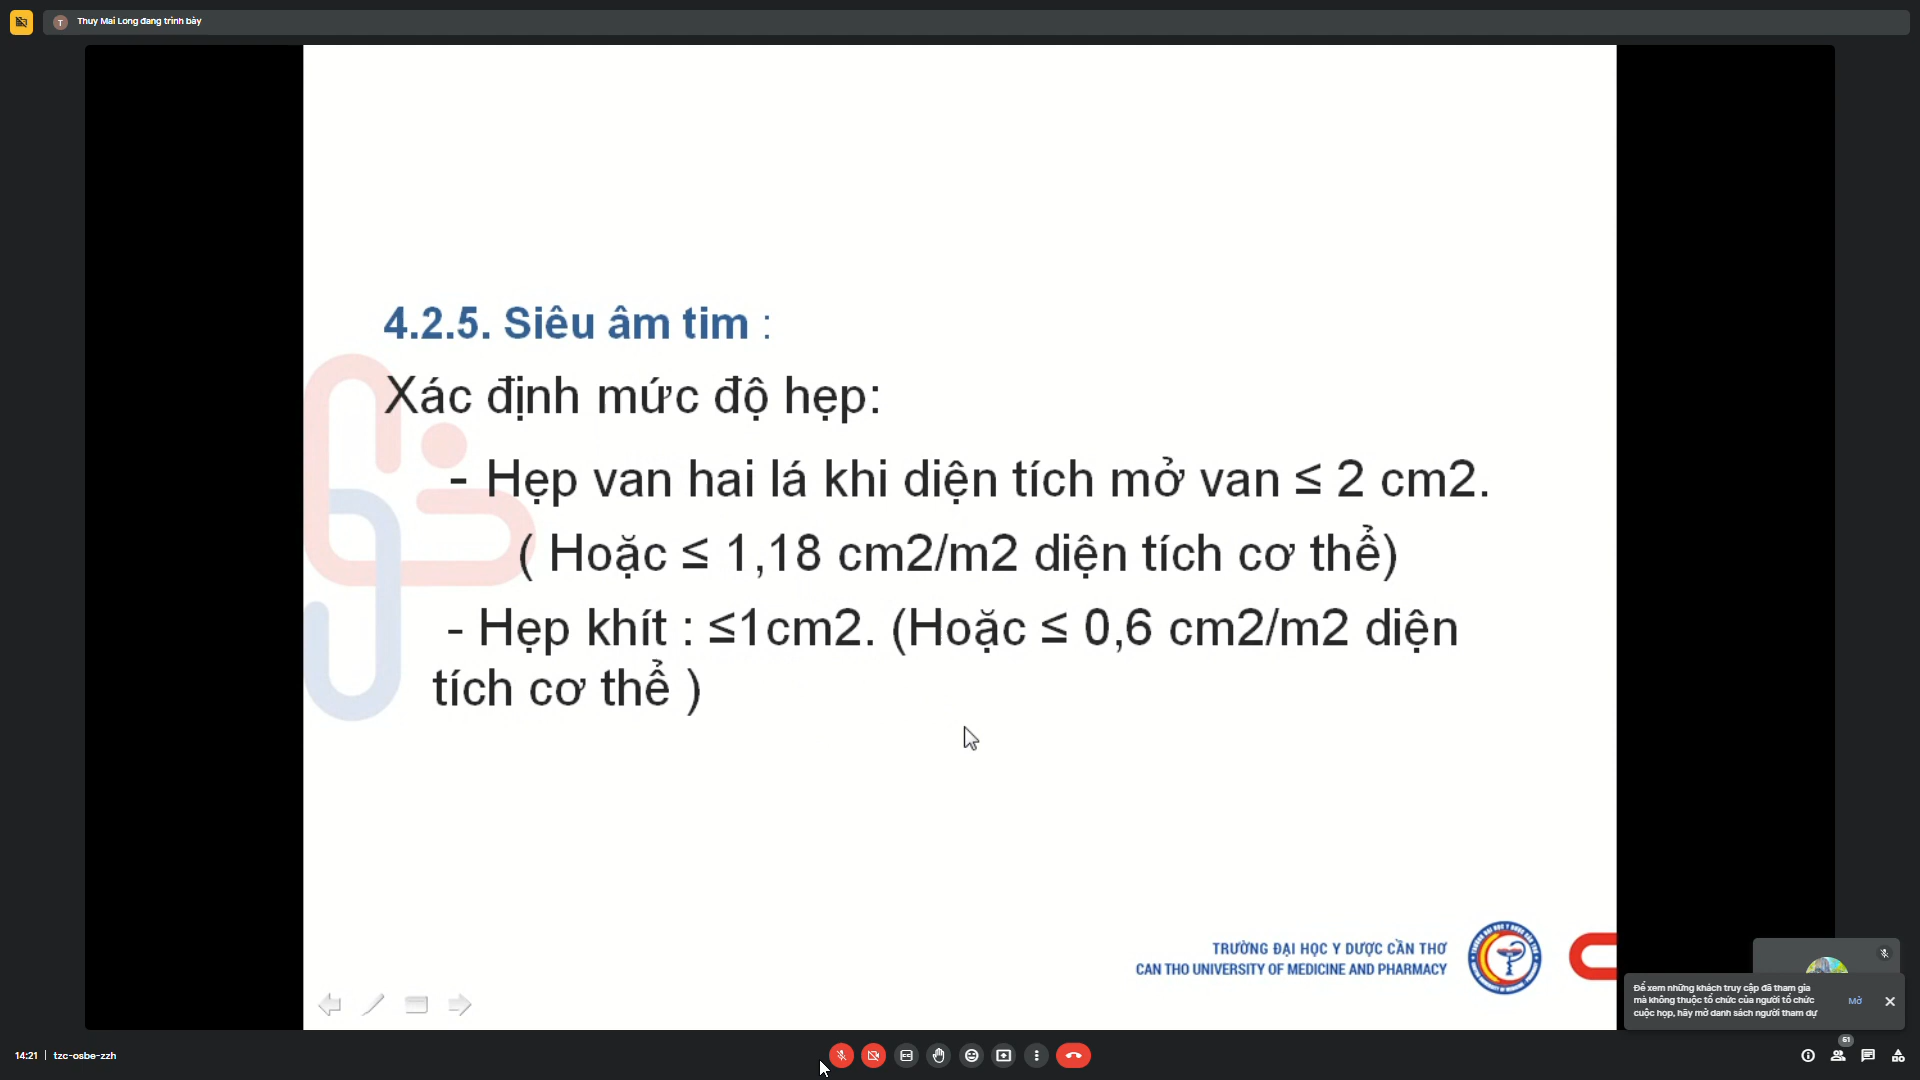 T Thuy Mai Long đang trình bày
4.2.5. Siêu âm tim :
Xác định mức độ hẹp:
- Hẹp van hai lá khi diện tích mở van ≤ 2 cm2.
( Hoặc ≤ 1,18 cm2/m2 diện tích cơ thể)
- Hẹp khít : ≤1cm2. (Hoặc ≤ 0,6 cm2/m2 diện
tích cơ thể )
TRƯỜNG ĐẠI HỌC Y DƯỢC CẦN THƠ
CAN THO UNIVERSITY OF MEDICINE AND PHARMACY
Để xem những khách truy cập đã tham gia
mà không thuộc tổ chức của người tổ chức
cuộc họp, hãy mở danh sách người tham dự
Mở
14:21 | tzc-osbe-zzh
61